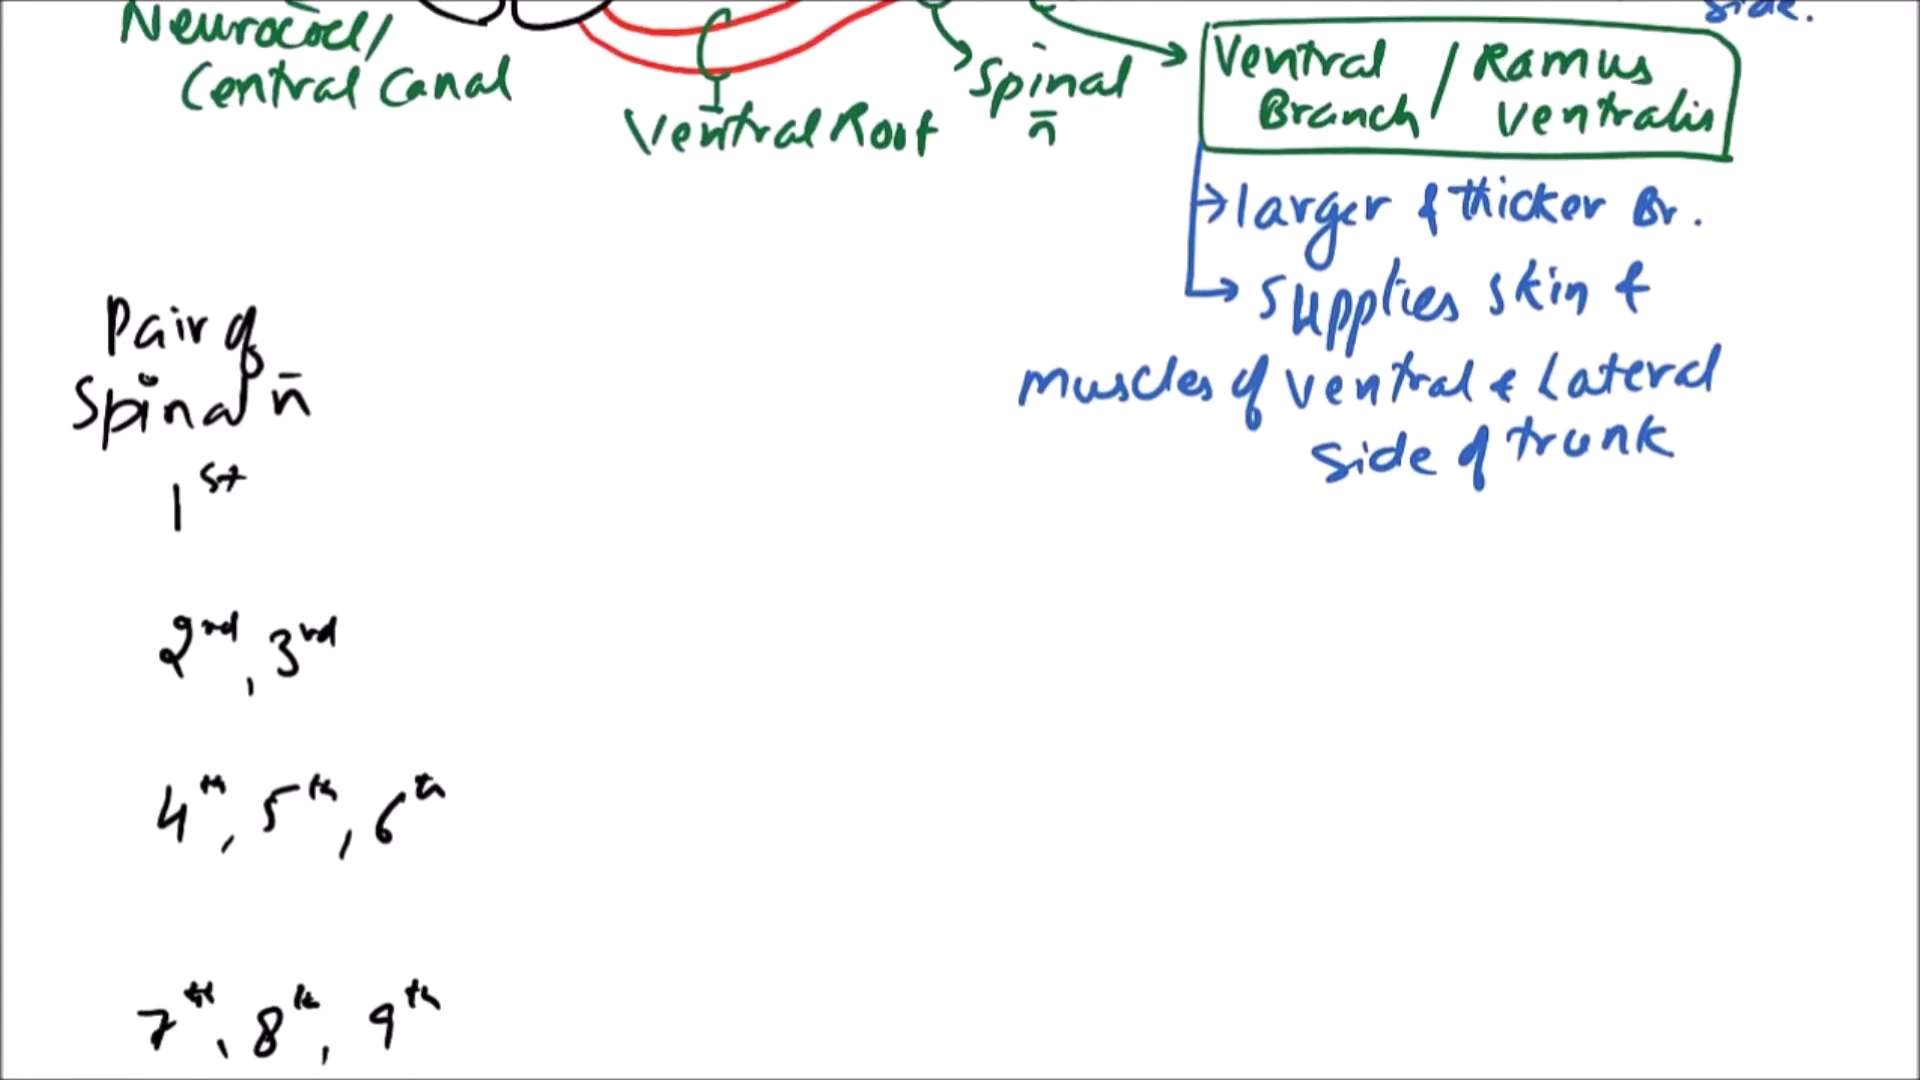 side.
Neurocoel/
Central Canal
Ventral Root
Spinal
n̄
Ventral / Ramus
Branch ventralis
→ larger & thicker Br.
→ supplies skin &
muscles of ventral & Lateral
side of trunk
Pair of
Spinal n̄
1st
2nd, 3rd
4th, 5th, 6th
7th, 8th, 9th